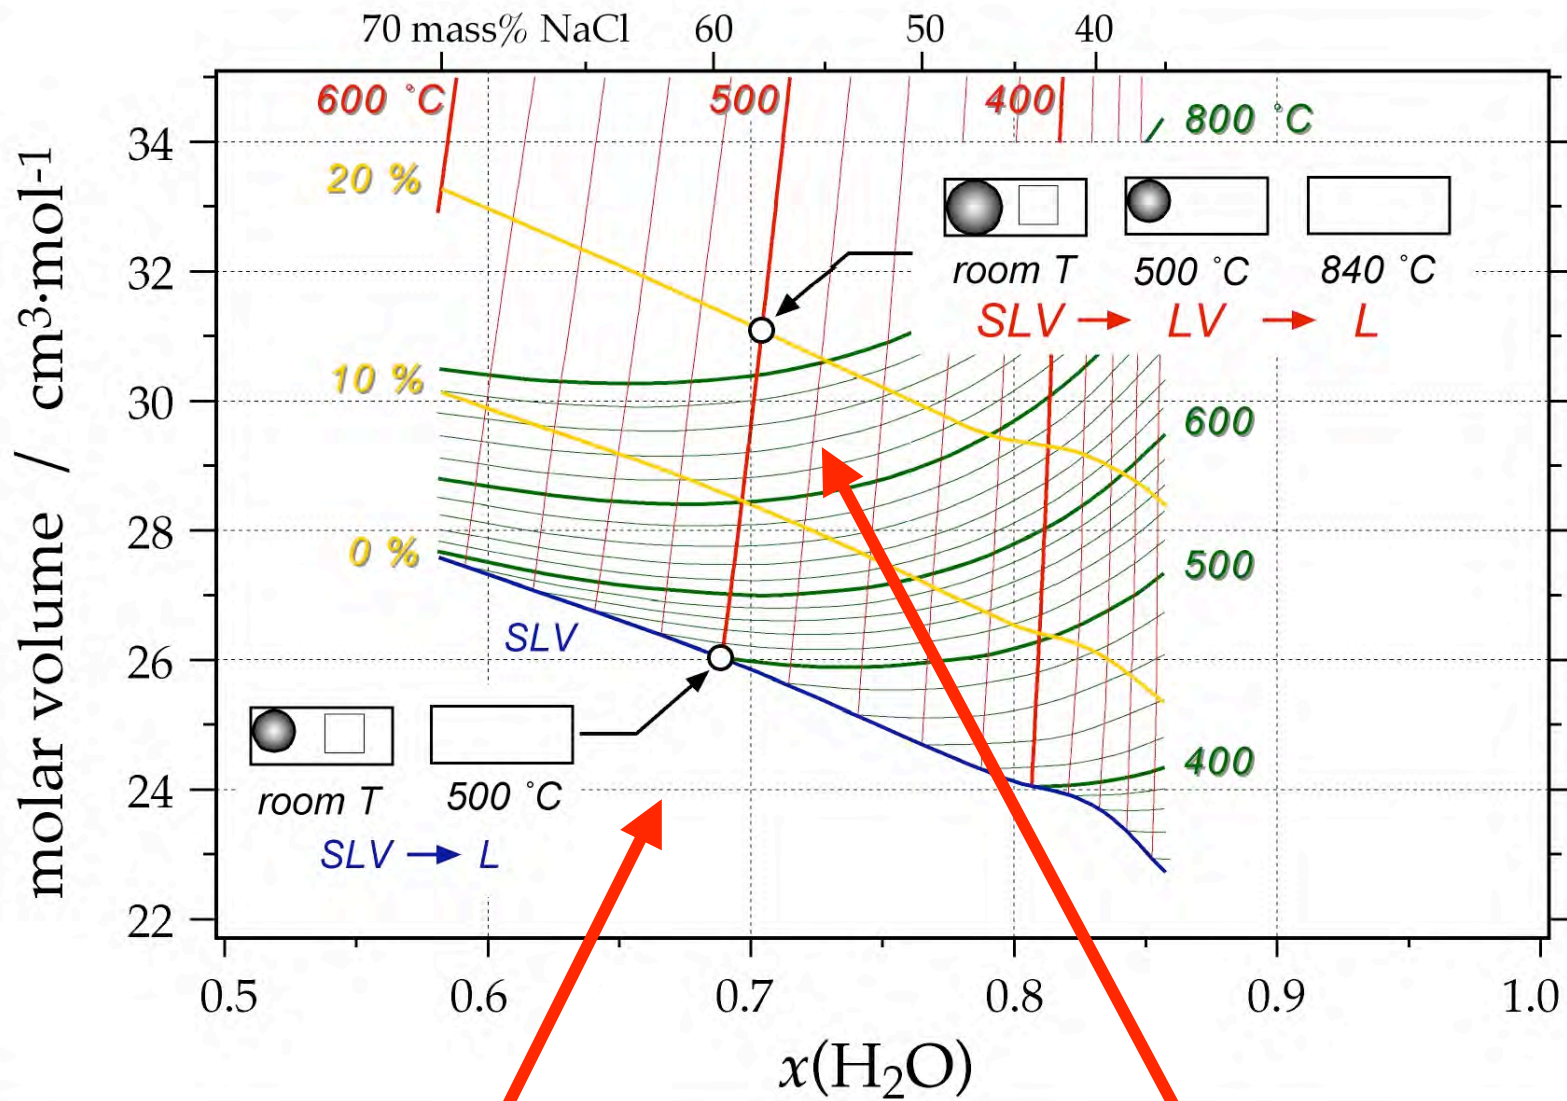 70 mass% NaCl 60 50 40
600 °C 500 400 800 °C
34
20 %
32
room T 500 °C 840 °C
SLV → LV → L
10 %
30
600
0 %
28
500
SLV
26
400
24
room T 500 °C
SLV → L
22
0.5 0.6 0.7 0.8 0.9 1.0
x(H₂O)
molar volume / cm³·mol⁻¹